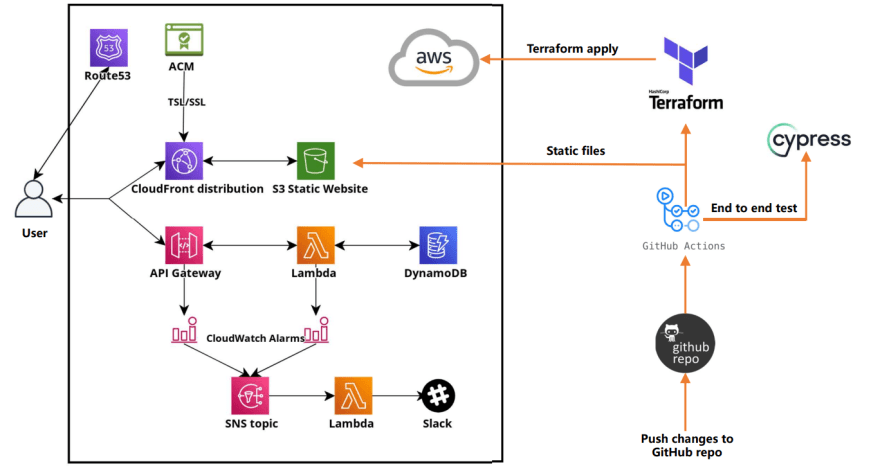 53
Route53
ACM
TSL/SSL
CloudFront distribution
S3 Static Website
User
API Gateway
Lambda
DynamoDB
CloudWatch Alarms
SNS topic
Lambda
Slack
aws
Terraform apply
HashiCorp
Terraform
cypress
Static files
End to end test
GitHub Actions
github
repo
Push changes to
GitHub repo